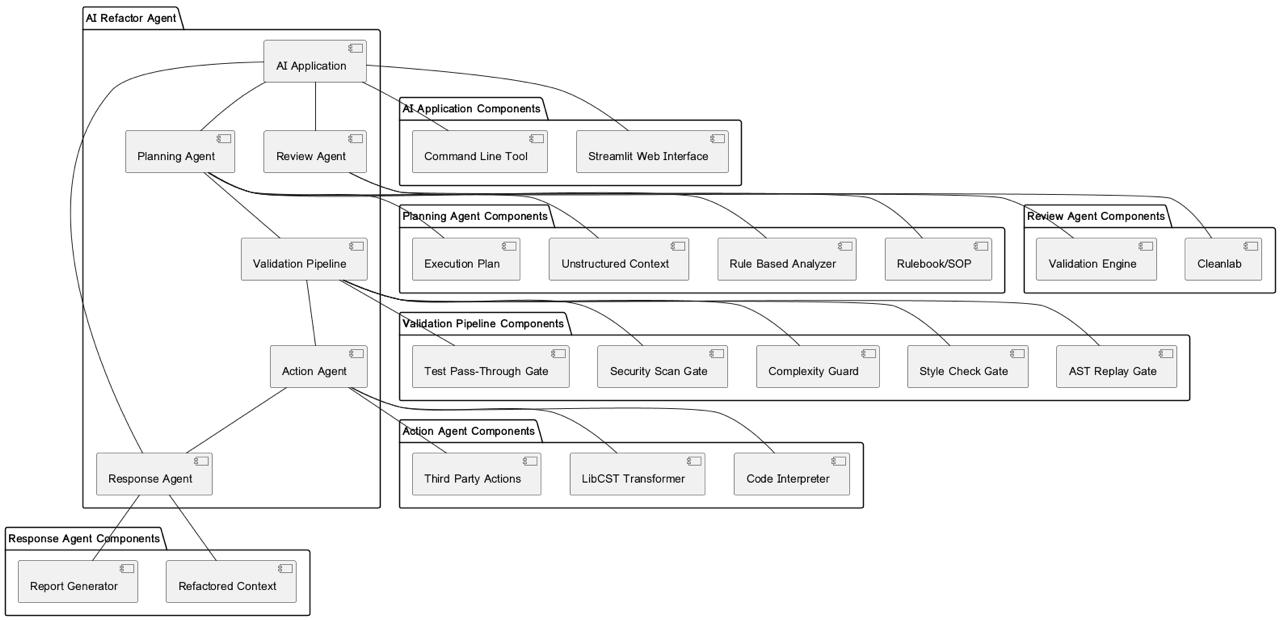 AI Refactor Agent
AI Application
AI Application Components
Planning Agent
Review Agent
Command Line Tool
Streamlit Web Interface
Planning Agent Components
Review Agent Components
Validation Pipeline
Execution Plan
Unstructured Context
Rule Based Analyzer
Rulebook/SOP
Validation Engine
Cleanlab
Validation Pipeline Components
Action Agent
Test Pass-Through Gate
Security Scan Gate
Complexity Guard
Style Check Gate
AST Replay Gate
Action Agent Components
Response Agent
Third Party Actions
LibCST Transformer
Code Interpreter
Response Agent Components
Report Generator
Refactored Context